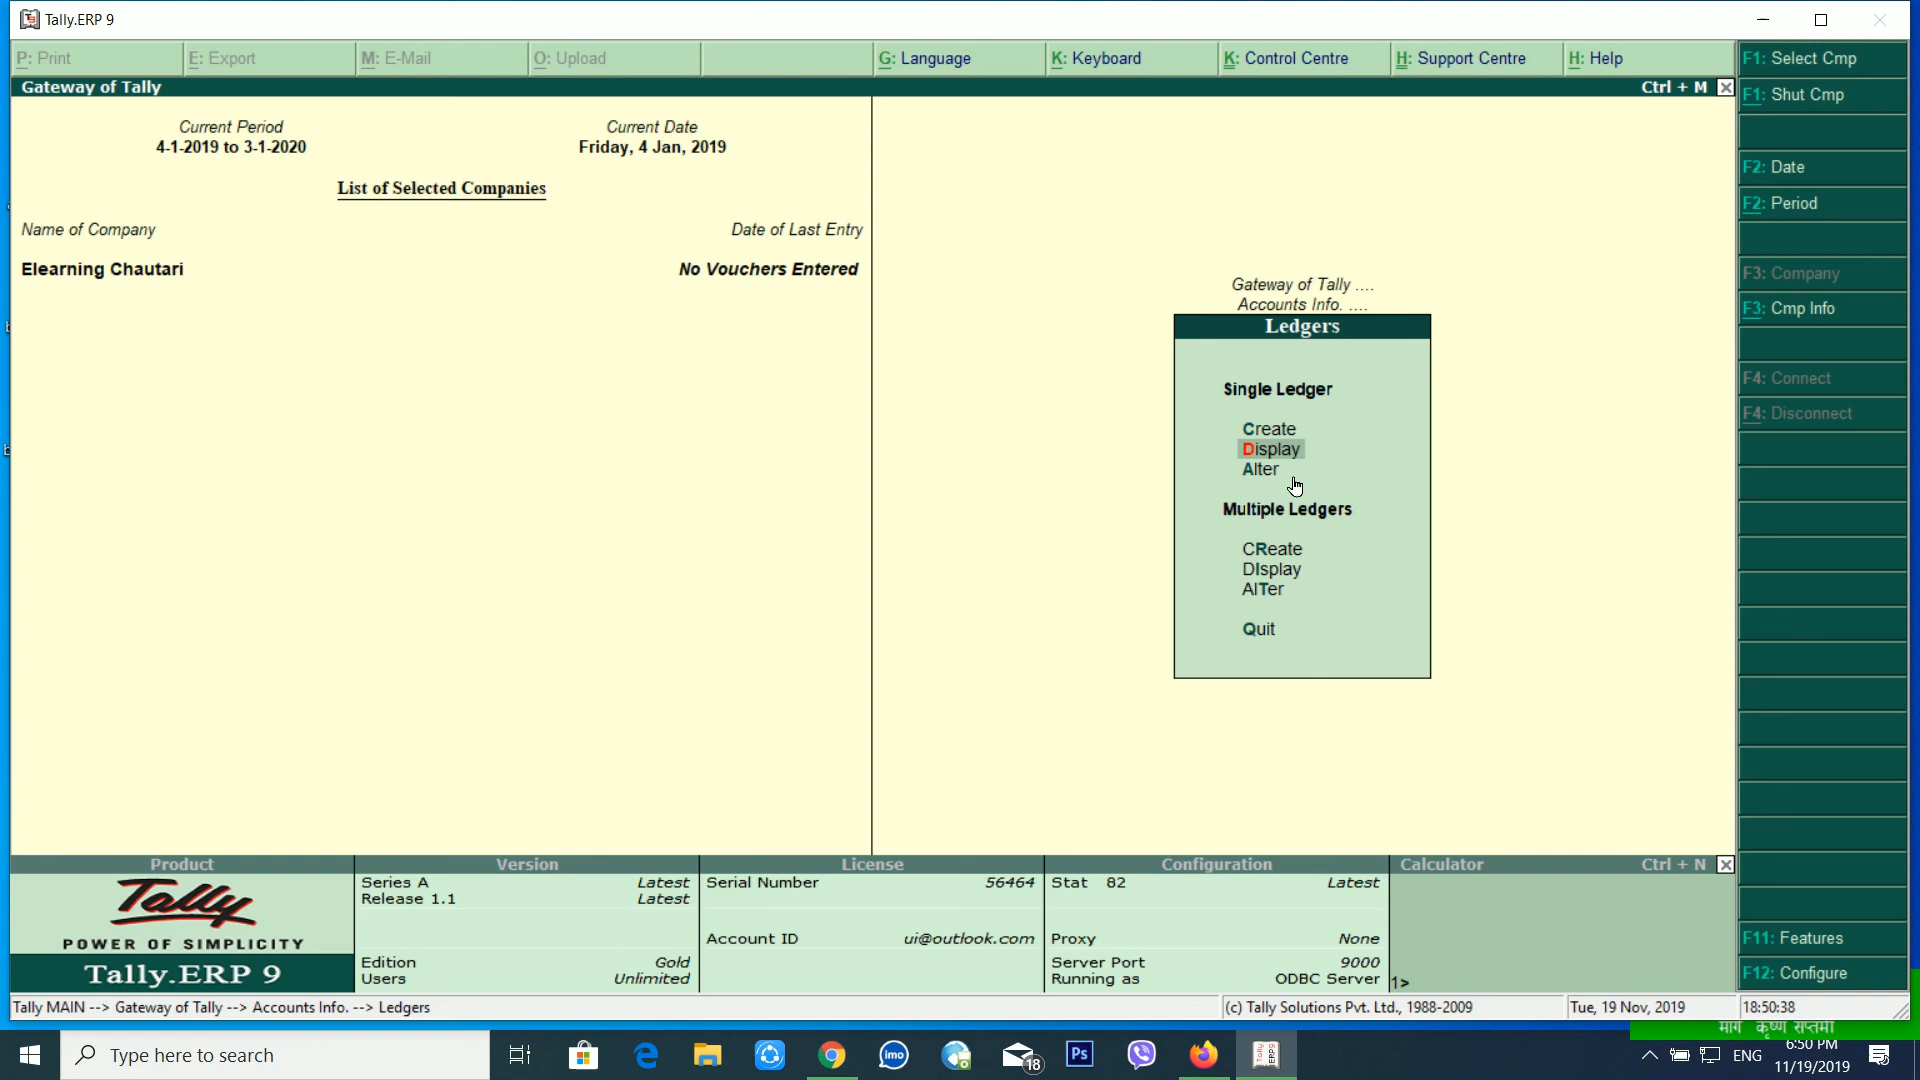 Tally.ERP 9
P: Print
E: Export
M: E-Mail
O: Upload
G: Language
K: Keyboard
K: Control Centre
H: Support Centre
H: Help
Gateway of Tally
Ctrl + M
Current Period
4-1-2019 to 3-1-2020
Current Date
Friday, 4 Jan, 2019
List of Selected Companies
Name of Company
Date of Last Entry
Elearning Chautari
No Vouchers Entered
Gateway of Tally ....
Accounts Info. ....
Ledgers
Single Ledger
Create
Display
Alter
Multiple Ledgers
CReate
DIsplay
AlTer
Quit
F1: Select Cmp
F1: Shut Cmp
F2: Date
F2: Period
F3: Company
F3: Cmp Info
F4: Connect
F4: Disconnect
F11: Features
F12: Configure
Product
Tally
POWER OF SIMPLICITY
Tally.ERP 9
Version
Series A Latest
Release 1.1 Latest
Edition Gold
Users Unlimited
License
Serial Number 56464
Account ID ui@outlook.com
Configuration
Stat 82 Latest
Proxy None
Server Port 9000
Running as ODBC Server
Calculator Ctrl + N
1>
Tally MAIN --> Gateway of Tally --> Accounts Info. --> Ledgers
(c) Tally Solutions Pvt. Ltd., 1988-2009
Tue, 19 Nov, 2019
18:50:38
मार्ग कृष्ण सप्तमी
Type here to search
imo
18
Ps
ENG
6:50 PM
11/19/2019